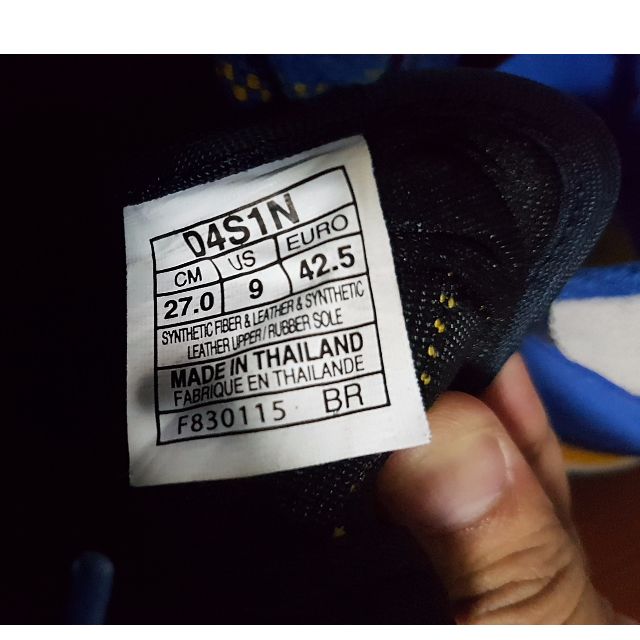 D4S1N
CM US EURO
27.0 9 42.5
SYNTHETIC FIBER & LEATHER & SYNTHETIC
LEATHER UPPER / RUBBER SOLE
MADE IN THAILAND
FABRIQUE EN THAILANDE
F830115 BR